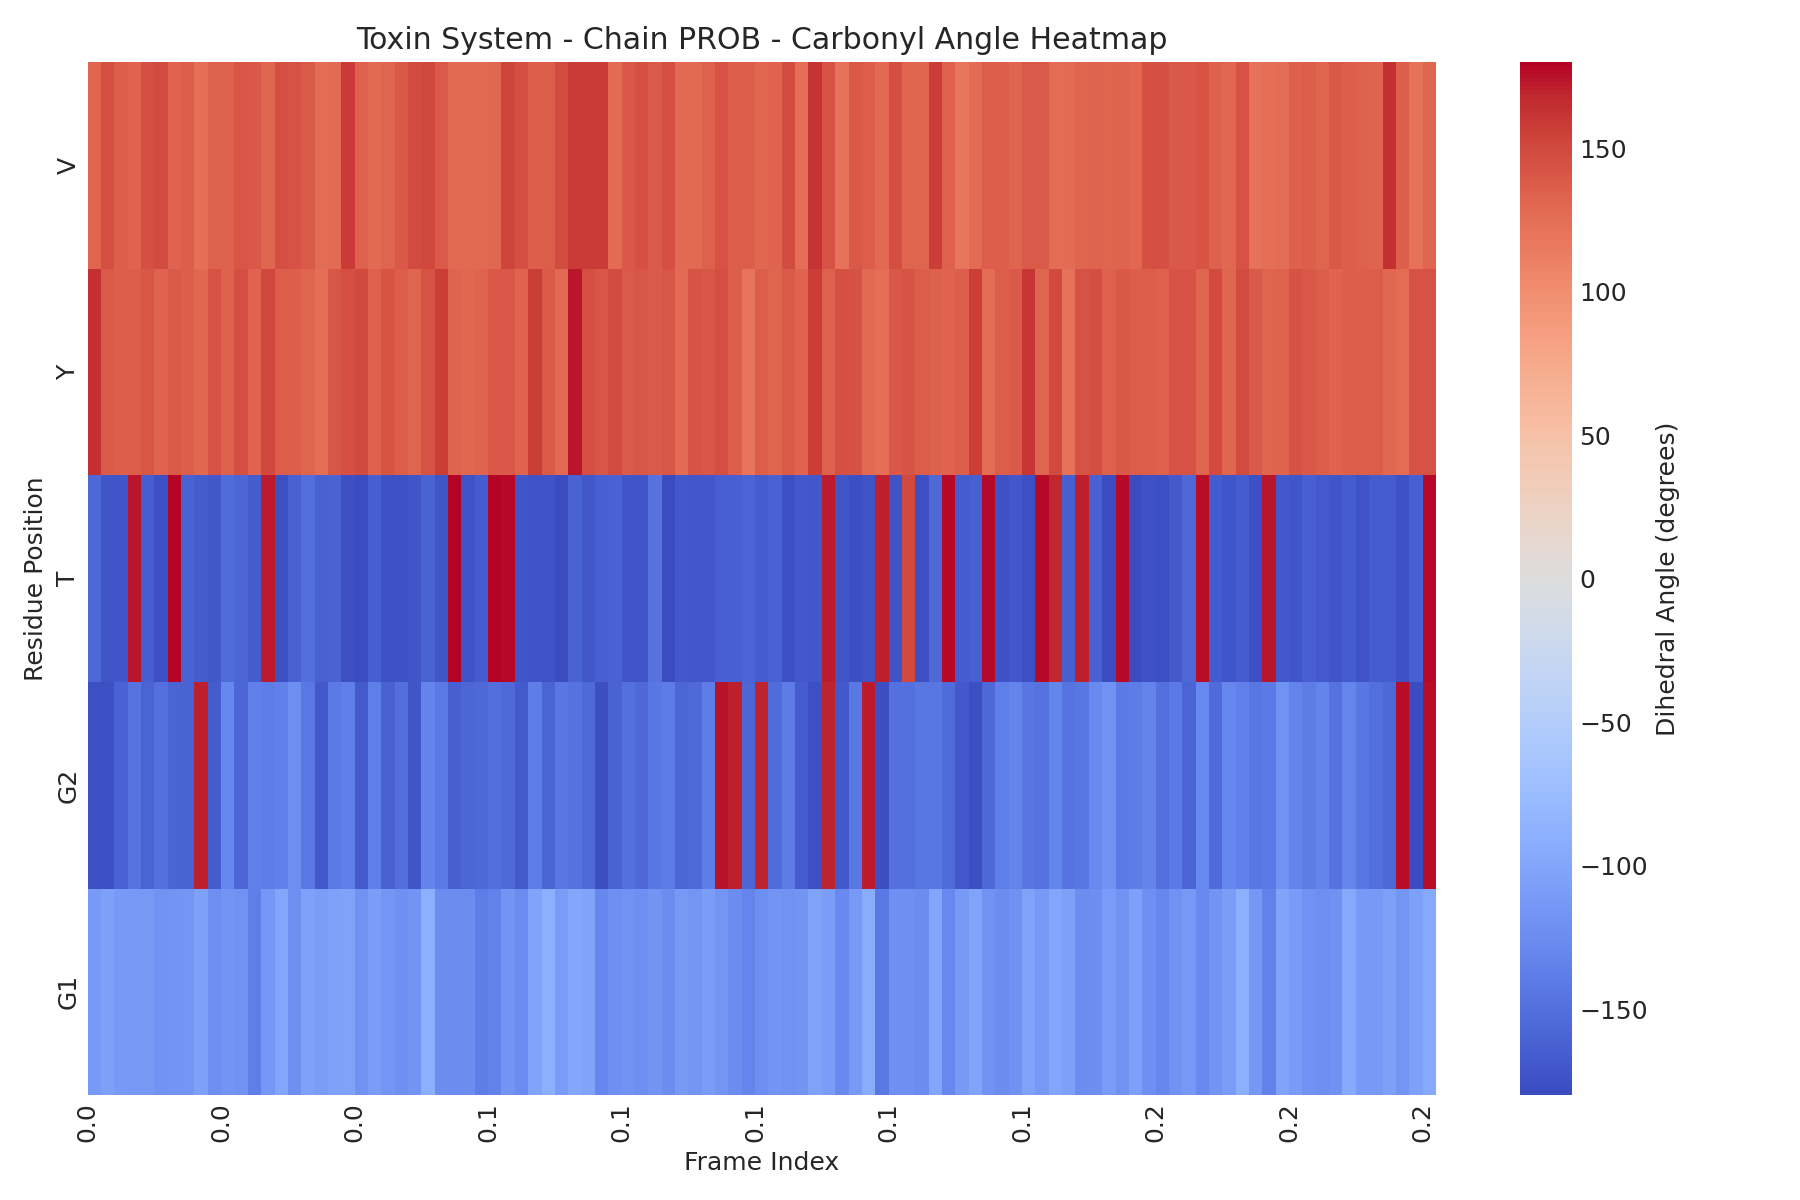 Toxin System - Chain PROB - Carbonyl Angle Heatmap
Residue Position
V
Y
T
G2
G1
0.0
0.0
0.0
0.1
0.1
0.1
0.1
0.1
0.2
0.2
0.2
Frame Index
150
100
50
0
−50
−100
−150
Dihedral Angle (degrees)